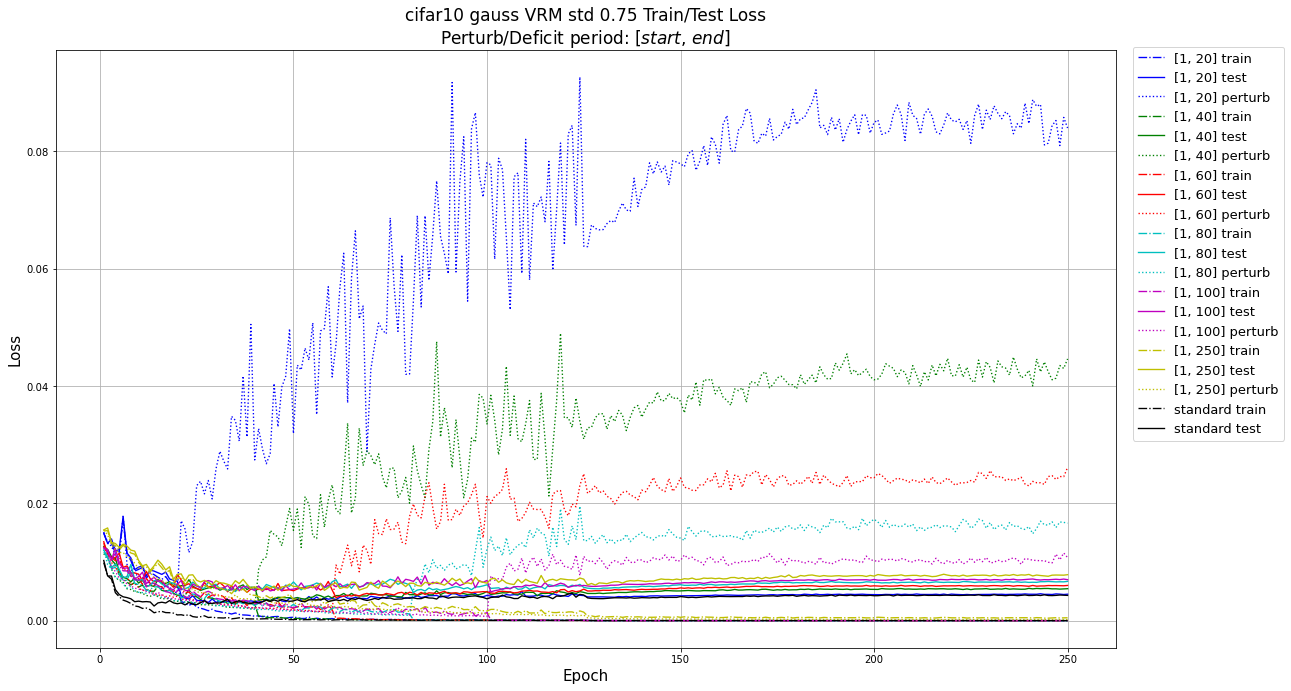 cifar10 gauss VRM std 0.75 Train/Test Loss
Perturb/Deficit period: [start, end]
Loss
0.08
0.06
0.04
0.02
0.00
0
50
100
150
200
250
Epoch
[1, 20] train
[1, 20] test
[1, 20] perturb
[1, 40] train
[1, 40] test
[1, 40] perturb
[1, 60] train
[1, 60] test
[1, 60] perturb
[1, 80] train
[1, 80] test
[1, 80] perturb
[1, 100] train
[1, 100] test
[1, 100] perturb
[1, 250] train
[1, 250] test
[1, 250] perturb
standard train
standard test